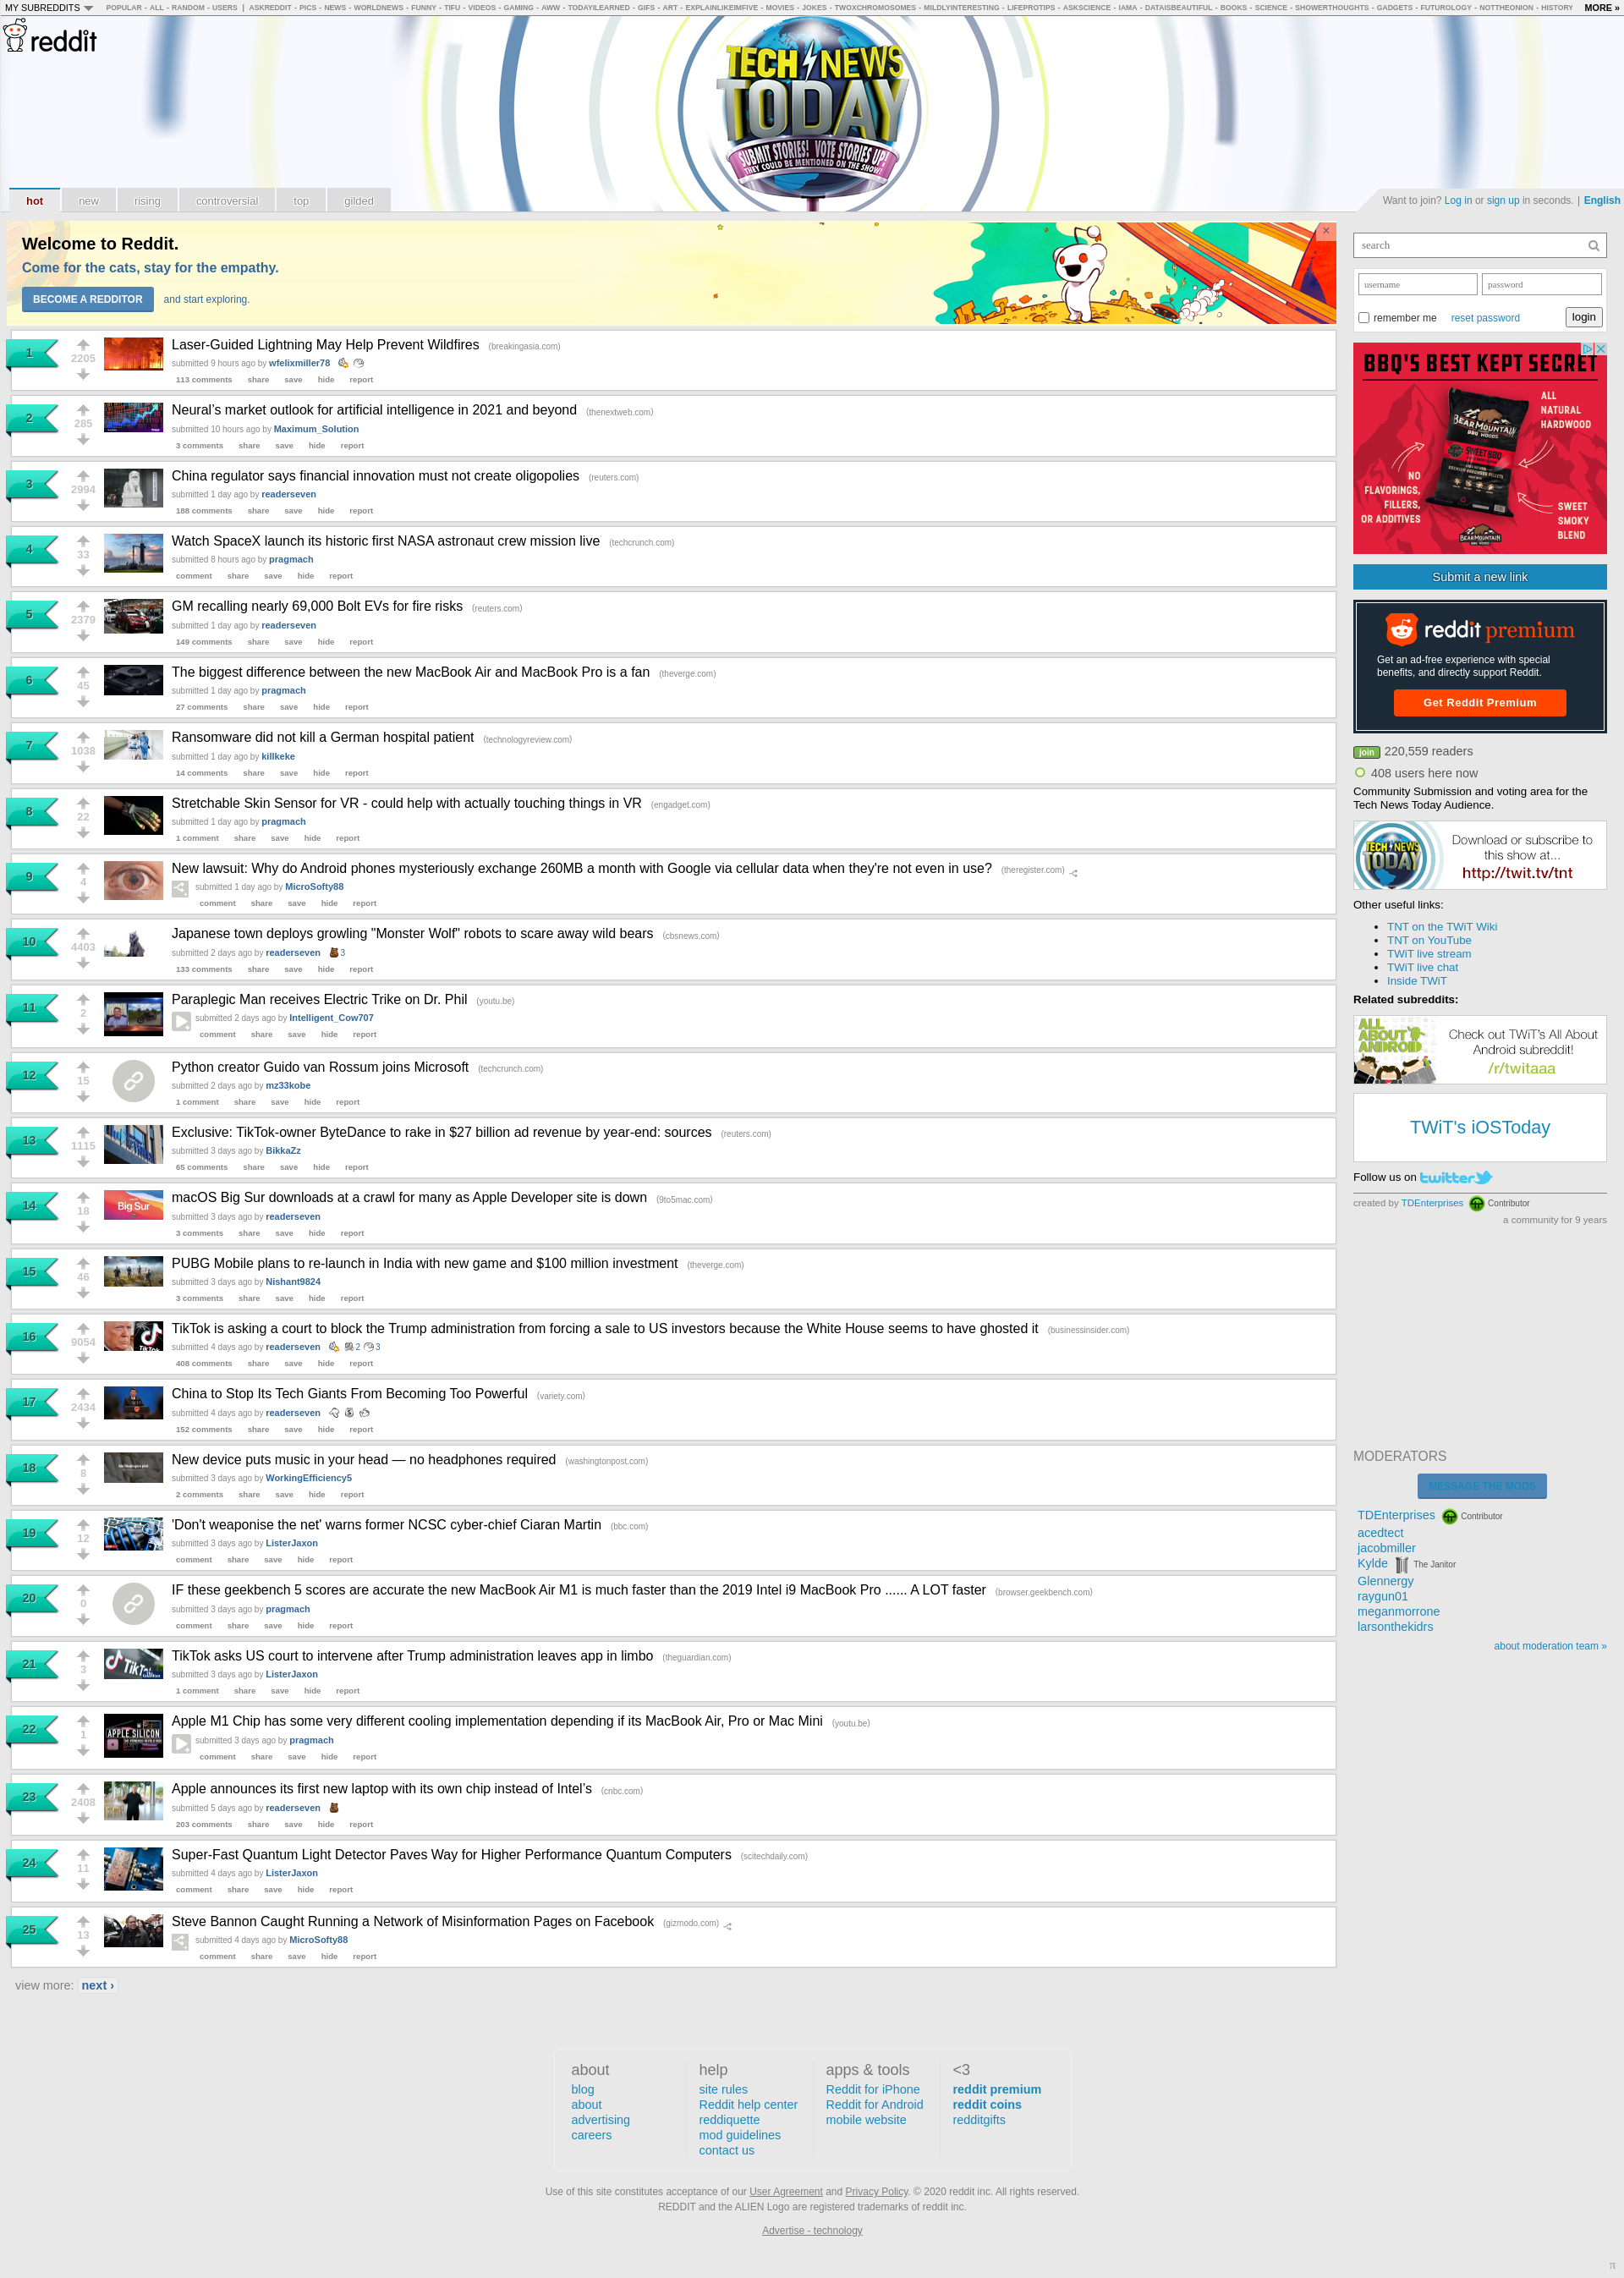 MY SUBREDDITS
POPULAR - ALL - RANDOM - USERS | ASKREDDIT - PICS - NEWS - WORLDNEWS - FUNNY - TIFU - VIDEOS - GAMING - AWW - TODAYILEARNED - GIFS - ART - EXPLAINLIKEIMFIVE - MOVIES - JOKES - TWOXCHROMOSOMES - MILDLYINTERESTING - LIFEPROTIPS - ASKSCIENCE - IAMA - DATAISBEAUTIFUL - BOOKS - SCIENCE - SHOWERTHOUGHTS - GADGETS - FUTUROLOGY - NOTTHEONION - HISTORY
MORE »
reddit
TECH NEWS
TODAY
SUBMIT STORIES! VOTE STORIES UP!
THEY COULD BE MENTIONED ON THE SHOW!
hot
new
rising
controversial
top
gilded
Want to join? Log in or sign up in seconds. | English
Welcome to Reddit.
Come for the cats, stay for the empathy.
BECOME A REDDITOR
and start exploring.
×
1
2205
Laser-Guided Lightning May Help Prevent Wildfires (breakingasia.com)
submitted 9 hours ago by wfelixmiller78
113 comments share save hide report
2
285
Neural's market outlook for artificial intelligence in 2021 and beyond (thenextweb.com)
submitted 10 hours ago by Maximum_Solution
3 comments share save hide report
3
2994
China regulator says financial innovation must not create oligopolies (reuters.com)
submitted 1 day ago by readerseven
188 comments share save hide report
4
33
Watch SpaceX launch its historic first NASA astronaut crew mission live (techcrunch.com)
submitted 8 hours ago by pragmach
comment share save hide report
5
2379
GM recalling nearly 69,000 Bolt EVs for fire risks (reuters.com)
submitted 1 day ago by readerseven
149 comments share save hide report
6
45
The biggest difference between the new MacBook Air and MacBook Pro is a fan (theverge.com)
submitted 1 day ago by pragmach
27 comments share save hide report
7
1038
Ransomware did not kill a German hospital patient (technologyreview.com)
submitted 1 day ago by killkeke
14 comments share save hide report
8
22
Stretchable Skin Sensor for VR - could help with actually touching things in VR (engadget.com)
submitted 1 day ago by pragmach
1 comment share save hide report
9
4
New lawsuit: Why do Android phones mysteriously exchange 260MB a month with Google via cellular data when they're not even in use? (theregister.com)
submitted 1 day ago by MicroSofty88
comment share save hide report
10
4403
Japanese town deploys growling "Monster Wolf" robots to scare away wild bears (cbsnews.com)
submitted 2 days ago by readerseven 3
133 comments share save hide report
11
2
Paraplegic Man receives Electric Trike on Dr. Phil (youtu.be)
submitted 2 days ago by Intelligent_Cow707
comment share save hide report
12
15
Python creator Guido van Rossum joins Microsoft (techcrunch.com)
submitted 2 days ago by mz33kobe
1 comment share save hide report
13
1115
Exclusive: TikTok-owner ByteDance to rake in $27 billion ad revenue by year-end: sources (reuters.com)
submitted 3 days ago by BikkaZz
65 comments share save hide report
14
18
Big Sur
macOS Big Sur downloads at a crawl for many as Apple Developer site is down (9to5mac.com)
submitted 3 days ago by readerseven
3 comments share save hide report
15
46
PUBG Mobile plans to re-launch in India with new game and $100 million investment (theverge.com)
submitted 3 days ago by Nishant9824
3 comments share save hide report
16
9054
TikTok is asking a court to block the Trump administration from forcing a sale to US investors because the White House seems to have ghosted it (businessinsider.com)
submitted 4 days ago by readerseven 2 3
408 comments share save hide report
17
2434
China to Stop Its Tech Giants From Becoming Too Powerful (variety.com)
submitted 4 days ago by readerseven
152 comments share save hide report
18
8
New device puts music in your head — no headphones required (washingtonpost.com)
submitted 3 days ago by WorkingEfficiency5
2 comments share save hide report
19
12
'Don't weaponise the net' warns former NCSC cyber-chief Ciaran Martin (bbc.com)
submitted 3 days ago by ListerJaxon
comment share save hide report
20
0
IF these geekbench 5 scores are accurate the new MacBook Air M1 is much faster than the 2019 Intel i9 MacBook Pro ...... A LOT faster (browser.geekbench.com)
submitted 3 days ago by pragmach
comment share save hide report
21
3
TikTok
TikTok asks US court to intervene after Trump administration leaves app in limbo (theguardian.com)
submitted 3 days ago by ListerJaxon
1 comment share save hide report
22
1
APPLE SILICON
Apple M1 Chip has some very different cooling implementation depending if its MacBook Air, Pro or Mac Mini (youtu.be)
submitted 3 days ago by pragmach
comment share save hide report
23
2408
Apple announces its first new laptop with its own chip instead of Intel's (cnbc.com)
submitted 5 days ago by readerseven
203 comments share save hide report
24
11
Super-Fast Quantum Light Detector Paves Way for Higher Performance Quantum Computers (scitechdaily.com)
submitted 4 days ago by ListerJaxon
comment share save hide report
25
13
Steve Bannon Caught Running a Network of Misinformation Pages on Facebook (gizmodo.com)
submitted 4 days ago by MicroSofty88
comment share save hide report
view more: next ›
search
username
password
remember me
reset password
login
BBQ'S BEST KEPT SECRET
ALL
NATURAL
HARDWOOD
BEAR MOUNTAIN
BBQ WOODS
SWEET BBQ
NO
FLAVORINGS,
FILLERS,
OR ADDITIVES
SWEET
SMOKY
BLEND
BEAR MOUNTAIN
Submit a new link
reddit premium
Get an ad-free experience with special
benefits, and directly support Reddit.
Get Reddit Premium
join 220,559 readers
408 users here now
Community Submission and voting area for the
Tech News Today Audience.
TECH NEWS
TODAY
Download or subscribe to
this show at...
http://twit.tv/tnt
Other useful links:
TNT on the TWiT Wiki
TNT on YouTube
TWiT live stream
TWiT live chat
Inside TWiT
Related subreddits:
ALL
ABOUT
ANDROID
Check out TWiT's All About
Android subreddit!
/r/twitaaa
TWiT's iOSToday
Follow us on twitter
created by TDEnterprises Contributor
a community for 9 years
MODERATORS
MESSAGE THE MODS
TDEnterprises Contributor
acedtect
jacobmiller
Kylde The Janitor
Glennergy
raygun01
meganmorrone
larsonthekidrs
about moderation team »
about
blog
about
advertising
careers
help
site rules
Reddit help center
reddiquette
mod guidelines
contact us
apps & tools
Reddit for iPhone
Reddit for Android
mobile website
<3
reddit premium
reddit coins
redditgifts
Use of this site constitutes acceptance of our User Agreement and Privacy Policy. © 2020 reddit inc. All rights reserved.
REDDIT and the ALIEN Logo are registered trademarks of reddit inc.
Advertise - technology
π